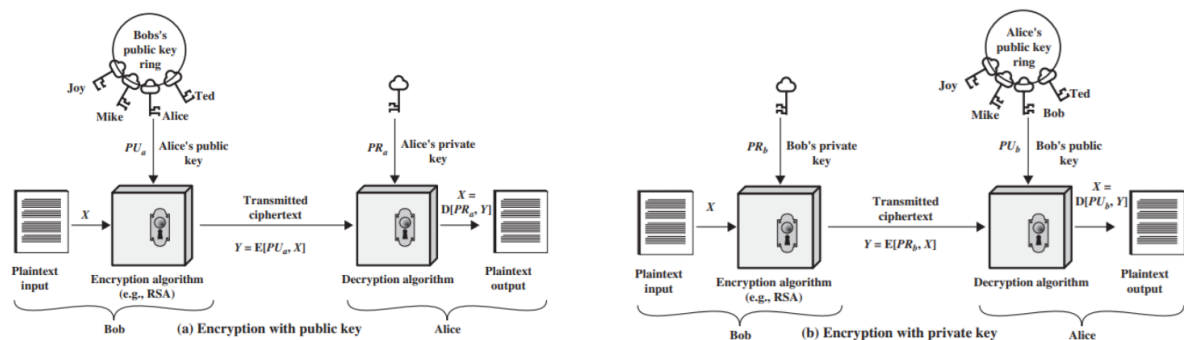 Bobs's
public key
ring
Joy
Mike
Alice
Ted
PUa
Alice's public
key
PRa
Alice's private
key
X
Transmitted
ciphertext
Y = E[PUa, X]
X =
D[PRa, Y]
Plaintext
input
Encryption algorithm
(e.g., RSA)
Decryption algorithm
Plaintext
output
Bob
(a) Encryption with public key
Alice
Alice's
public key
ring
Joy
Mike
Bob
Ted
PRb
Bob's private
key
PUb
Bob's public
key
X
Transmitted
ciphertext
Y = E[PRb, X]
X =
D[PUb, Y]
Plaintext
input
Encryption algorithm
(e.g., RSA)
Decryption algorithm
Plaintext
output
Bob
(b) Encryption with private key
Alice